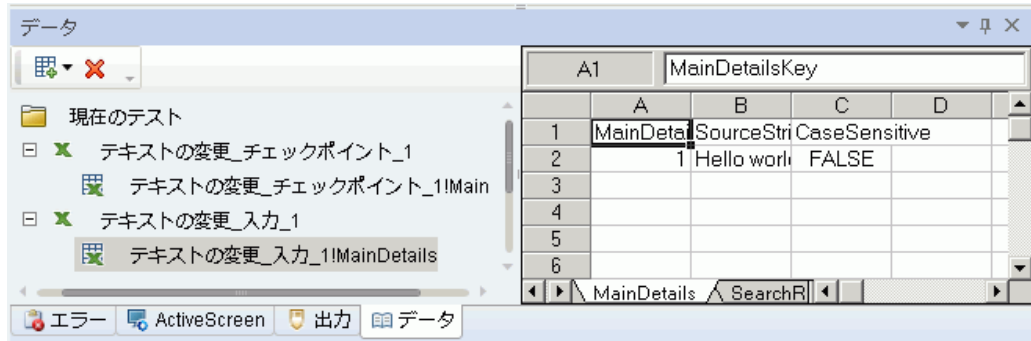 データ
現在のテスト
テキストの変更_チェックポイント_1
テキストの変更_チェックポイント_1!Main
テキストの変更_入力_1
テキストの変更_入力_1!MainDetails
A1 MainDetailsKey
A B C D
1 MainDetai SourceStri CaseSensitive
2 1 Hello worl FALSE
3
4
5
6
MainDetails SearchR
エラー ActiveScreen 出力 データ